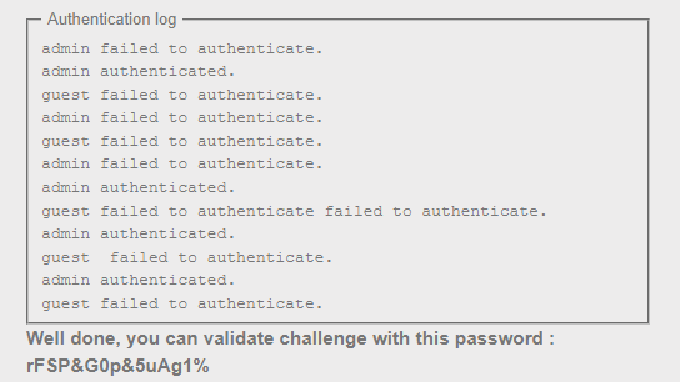 Authentication log
admin failed to authenticate.
admin authenticated.
guest failed to authenticate.
admin failed to authenticate.
guest failed to authenticate.
admin failed to authenticate.
admin authenticated.
guest failed to authenticate failed to authenticate.
admin authenticated.
guest  failed to authenticate.
admin authenticated.
guest failed to authenticate.
Well done, you can validate challenge with this password :
rFSP&G0p&5uAg1%